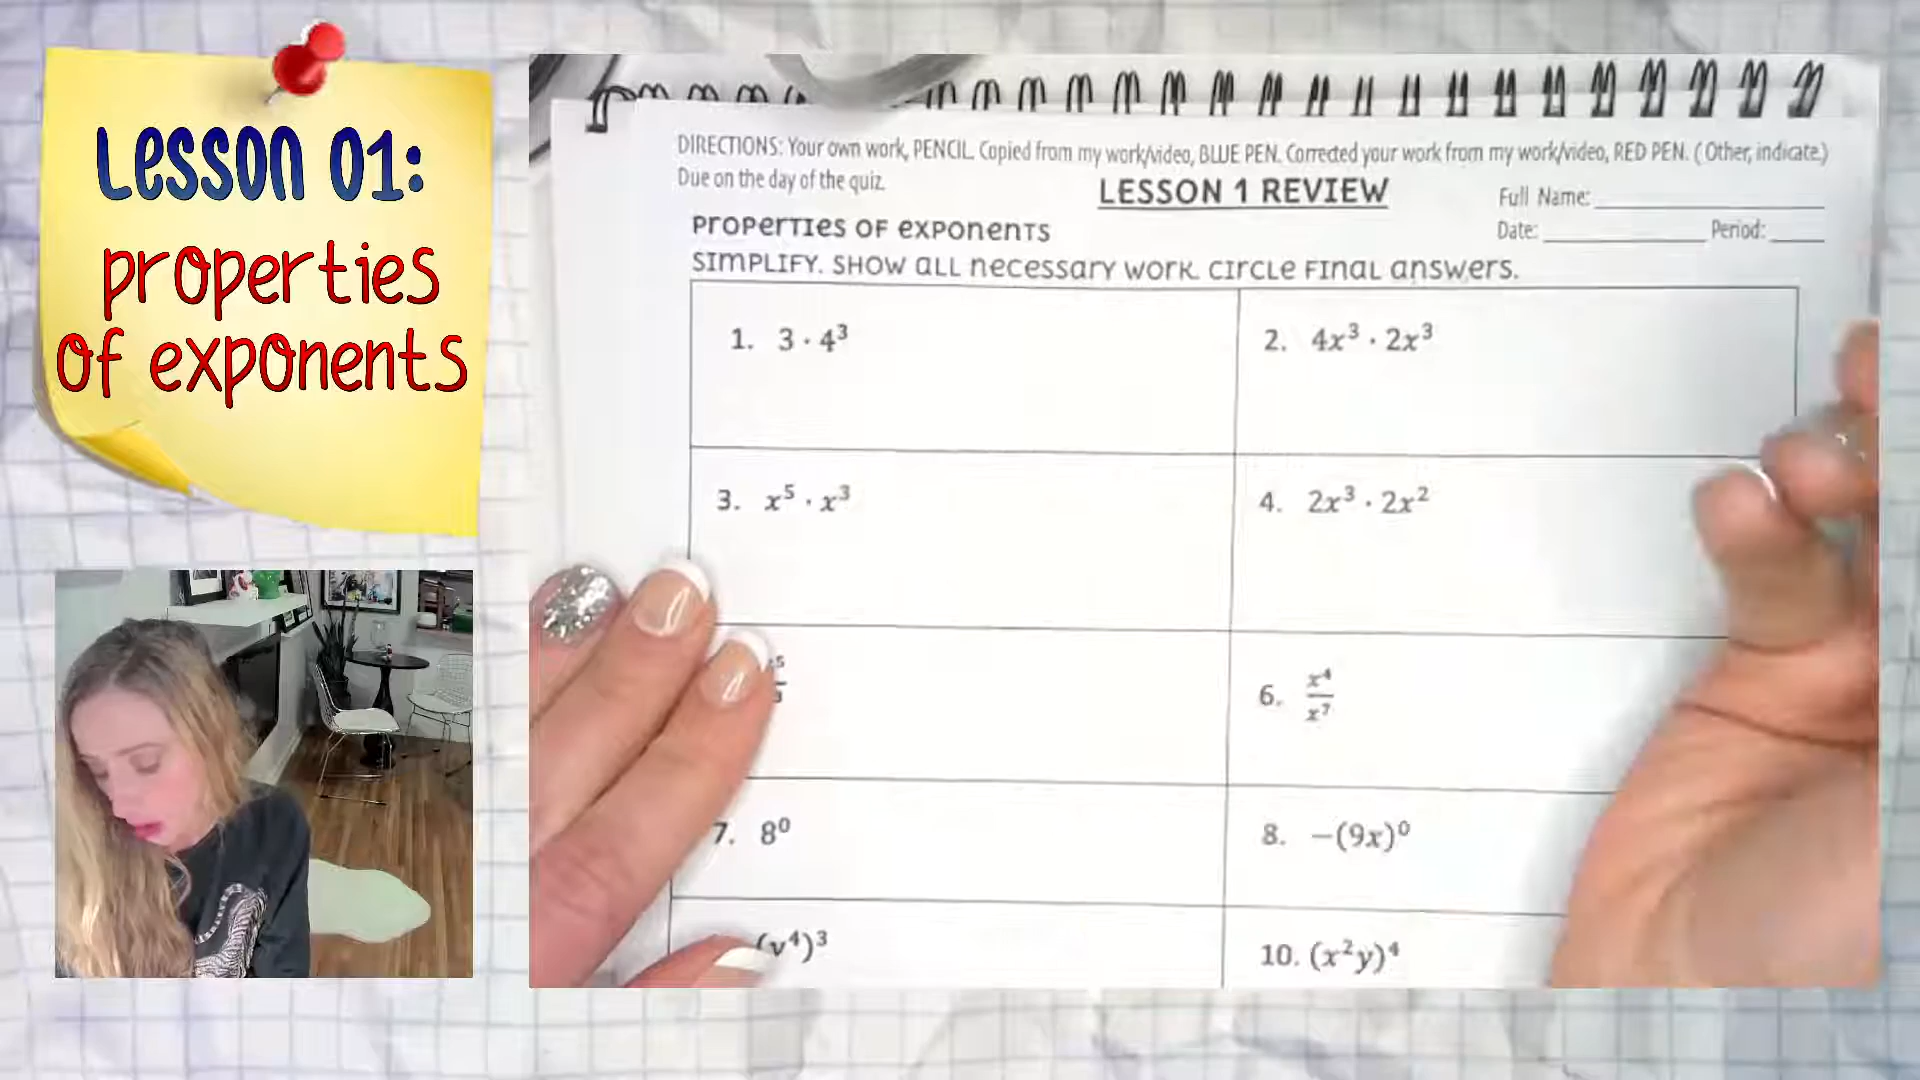 Lesson 01:
properties
of exponents
DIRECTIONS: Your own work, PENCIL. Copied from my work/video, BLUE PEN. Corrected your work from my work/video, RED PEN. (Other, indicate.)
Due on the day of the quiz.
LESSON 1 REVIEW
Full Name:
Date: Period:
PROPERTIES OF EXPONENTS
SIMPLIFY. SHOW ALL NECESSARY WORK. CIRCLE FINAL ANSWERS.
1. 3 · 4³
2. 4x³ · 2x³
3. x⁵ · x³
4. 2x³ · 2x²
6. x⁴/x⁷
7. 8⁰
8. −(9x)⁰
(v⁴)³
10. (x²y)⁴